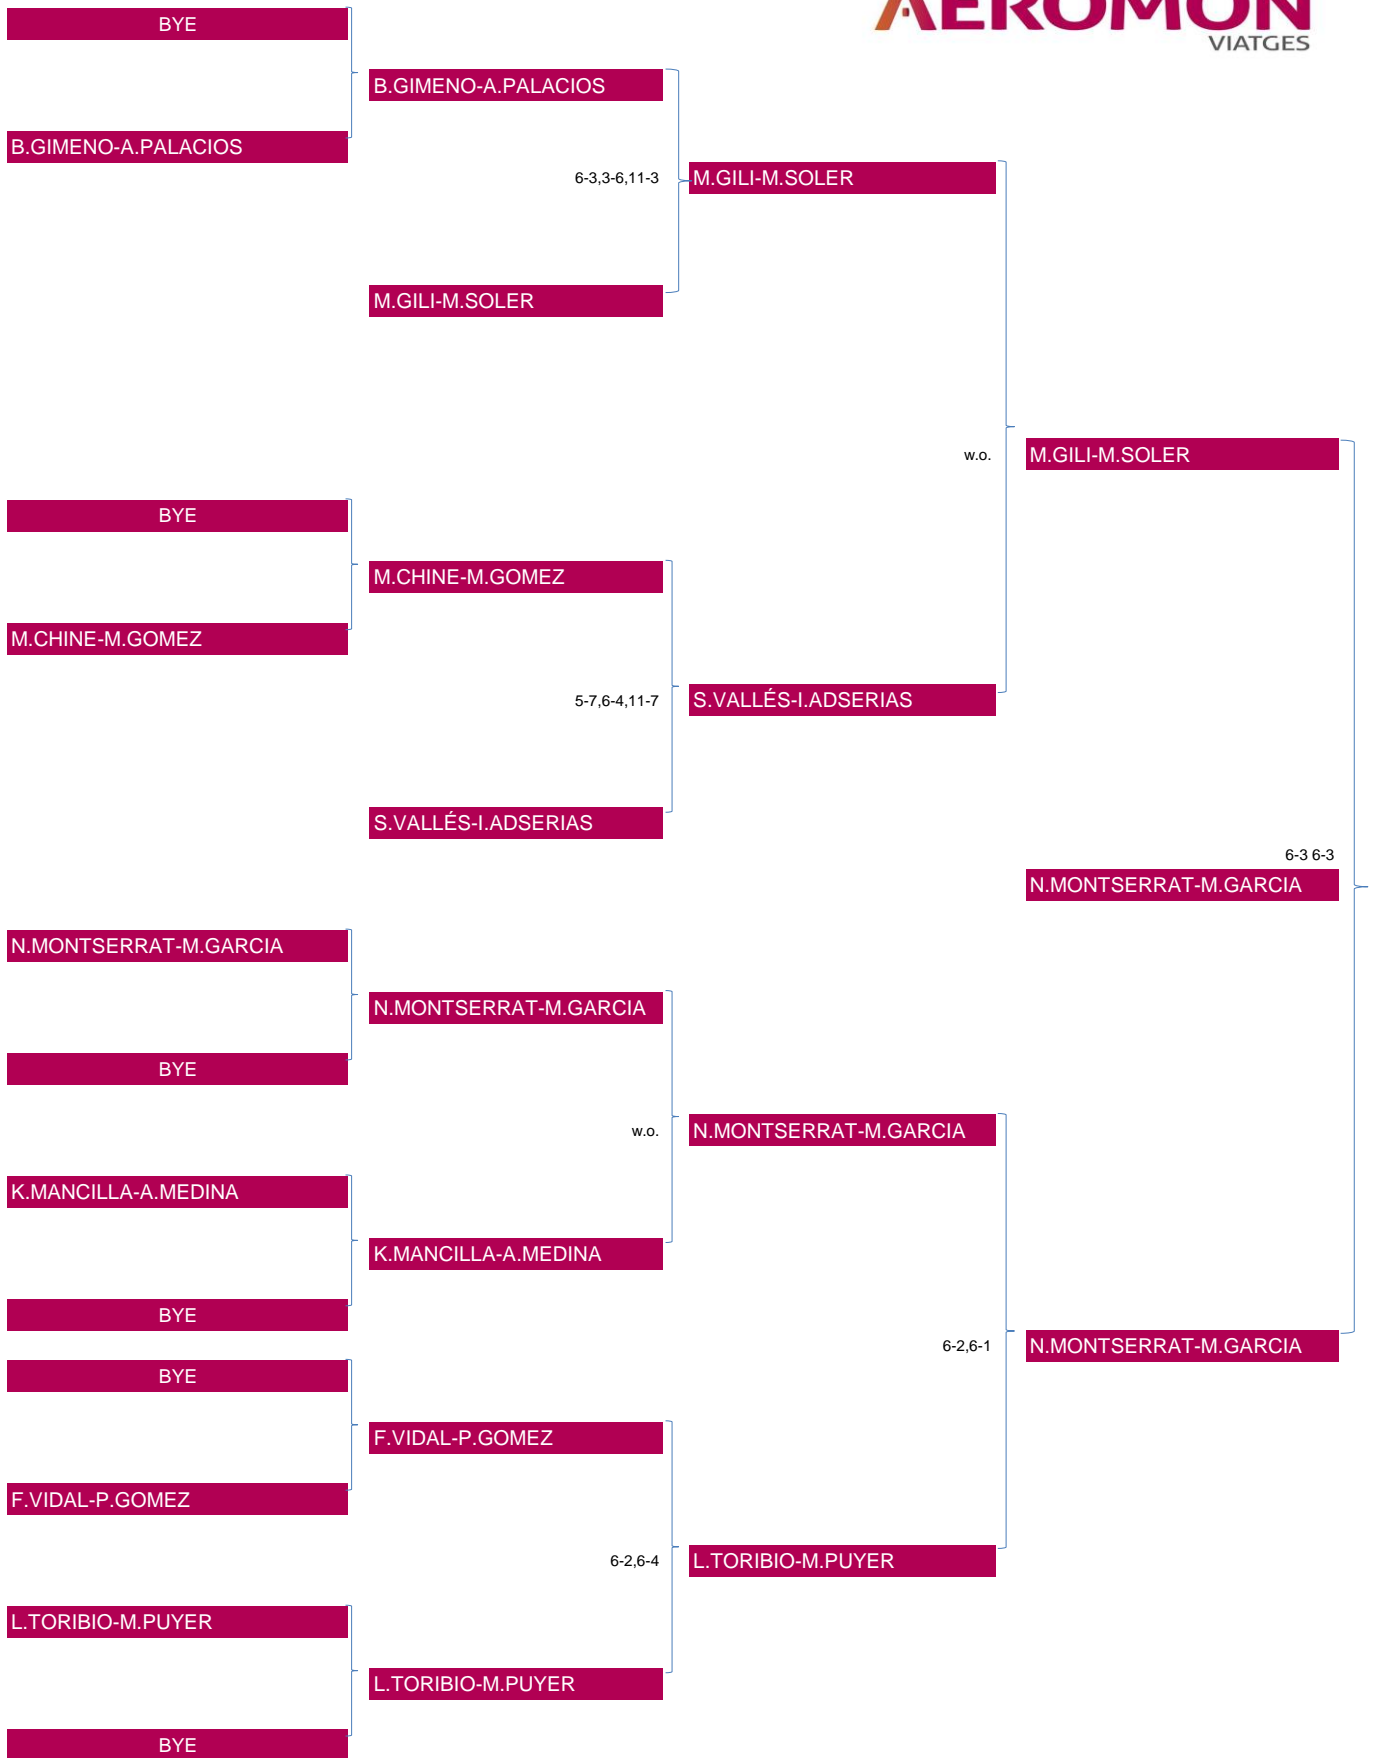 AEROMON
VIATGES
BYE
B.GIMENO-A.PALACIOS
B.GIMENO-A.PALACIOS
6-3,3-6,11-3
M.GILI-M.SOLER
M.GILI-M.SOLER
w.o.
M.GILI-M.SOLER
BYE
M.CHINE-M.GOMEZ
M.CHINE-M.GOMEZ
5-7,6-4,11-7
S.VALLÉS-I.ADSERIAS
S.VALLÉS-I.ADSERIAS
6-3 6-3
N.MONTSERRAT-M.GARCIA
N.MONTSERRAT-M.GARCIA
N.MONTSERRAT-M.GARCIA
BYE
w.o.
N.MONTSERRAT-M.GARCIA
K.MANCILLA-A.MEDINA
K.MANCILLA-A.MEDINA
BYE
6-2,6-1
N.MONTSERRAT-M.GARCIA
BYE
F.VIDAL-P.GOMEZ
F.VIDAL-P.GOMEZ
6-2,6-4
L.TORIBIO-M.PUYER
L.TORIBIO-M.PUYER
L.TORIBIO-M.PUYER
BYE